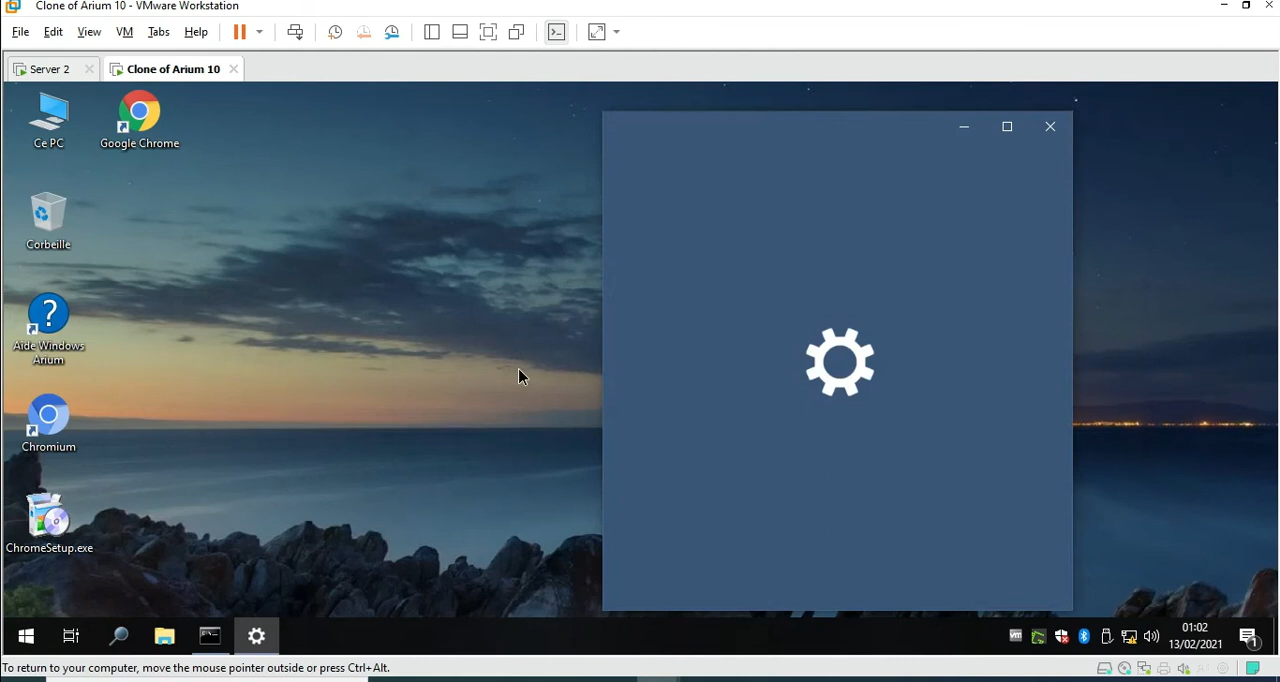 Clone of Arium 10 - VMware Workstation
File Edit View VM Tabs Help
Server 2 Clone of Arium 10
Ce PC
Google Chrome
Corbeille
Aide Windows
Arium
Chromium
ChromeSetup.exe
vm
01:02
13/02/2021
1
To return to your computer, move the mouse pointer outside or press Ctrl+Alt.